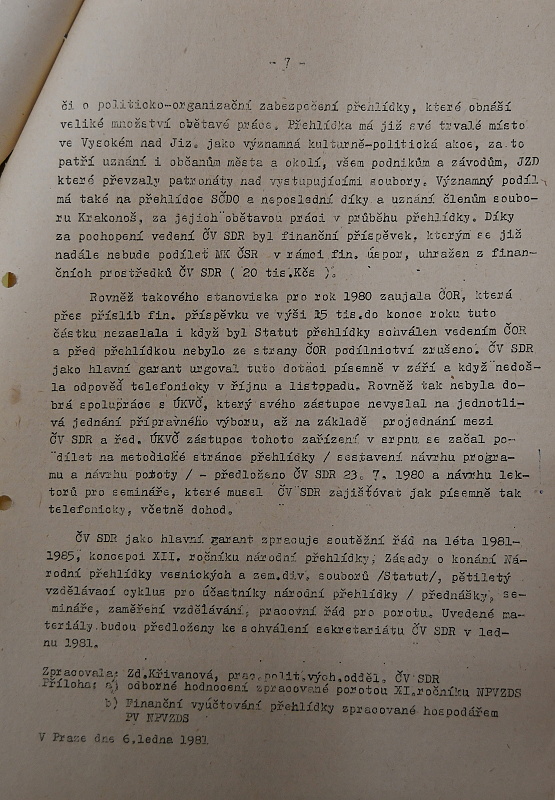 - 7 -
či o politicko-organizační zabezpečení přehlídky, které obnáší
veliké množství obětavé práce. Přehlídka má již své trvalé místo
ve Vysokém nad Jiz. jako významná kulturně-politická akce, za to
patří uznání i občanům města a okolí, všem podnikům a závodům, JZD
které převzaly patronáty nad vystupujícími soubory. Významný podíl
má také na přehlídce SČDO a neposlední díky a uznání členům soubo-
ru Krakonoš, za jejich obětavou práci v průběhu přehlídky. Díky
za pochopení vedení ČV SDR byl finanční příspěvek, kterým se již
nadále nebude podílet MK ČSR v rámci fin. úspor, uhrazen z finan-
čních prostředků ČV SDR ( 20 tis.Kčs ).
Rovněž takového stanoviska pro rok 1980 zaujala ČOR, která
přes příslib fin. příspěvku ve výši 15 tis.do konce roku tuto
částku nezaslala i když byl Statut přehlídky schválen vedením ČOR
a před přehlídkou nebylo ze strany ČOR podílnictví zrušeno. ČV SDR
jako hlavní garant urgoval tuto dotaci písemně v září a když nedoš-
la odpověď telefonicky v říjnu a listopadu. Rovněž tak nebyla do-
brá spolupráce s ÚKVČ, který svého zástupce nevyslal na jednotli-
vá jednání přípravného výboru, až na základě projednání mezi
ČV SDR a řed. ÚKVČ zástupce tohoto zařízení v srpnu se začal po-
dílet na metodické stránce přehlídky / sestavení návrhu progra-
mu a návrhu poroty / - předloženo ČV SDR 23. 7. 1980 a návrhu lek-
torů pro semináře, které musel ČV SDR zajišťovat jak písemně tak
telefonicky, včetně dohod.
ČV SDR jako hlavní garant zpracuje soutěžní řád na léta 1981-
1985, koncepci XII. ročníku národní přehlídky, Zásady o konání Ná-
rodní přehlídky vesnických a zem.div. souborů /Statut/, pětiletý
vzdělávací cyklus pro účastníky národní přehlídky / přednášky, se-
mináře, zaměření vzdělávání, pracovní řád pro porotu. Uvedené ma-
teriály budou předloženy ke schválení sekretariátu ČV SDR v led-
nu 1981.
Zpracovala: Zd.Křivanová, prac.polit.vých.odděl. ČV SDR
Příloha: a) odborné hodnocení zpracované porotou XI.ročníku NPVZDS
b) Finanční vyúčtování přehlídky zpracované hospodářem
PV NPVZDS
V Praze dne 6.ledna 1981